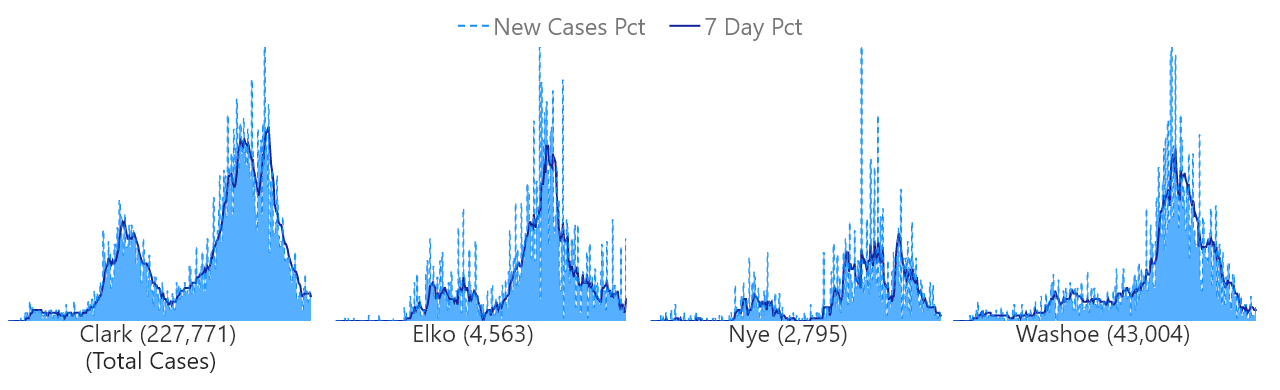 New Cases Pct 7 Day Pct
Clark (227,771) Elko (4,563) Nye (2,795) Washoe (43,004)
(Total Cases)